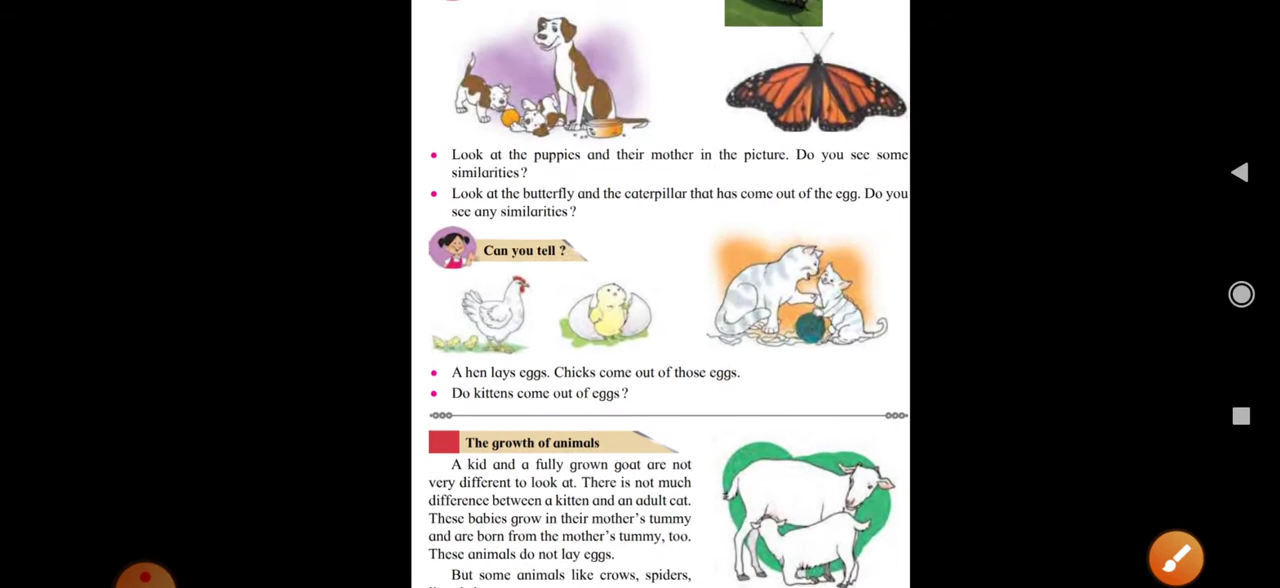 Look at the puppies and their mother in the picture. Do you see some
similarities?
Look at the butterfly and the caterpillar that has come out of the egg. Do you
see any similarities?
Can you tell ?
A hen lays eggs. Chicks come out of those eggs.
Do kittens come out of eggs?
The growth of animals
A kid and a fully grown goat are not
very different to look at. There is not much
difference between a kitten and an adult cat.
These babies grow in their mother's tummy
and are born from the mother's tummy, too.
These animals do not lay eggs.
But some animals like crows, spiders,